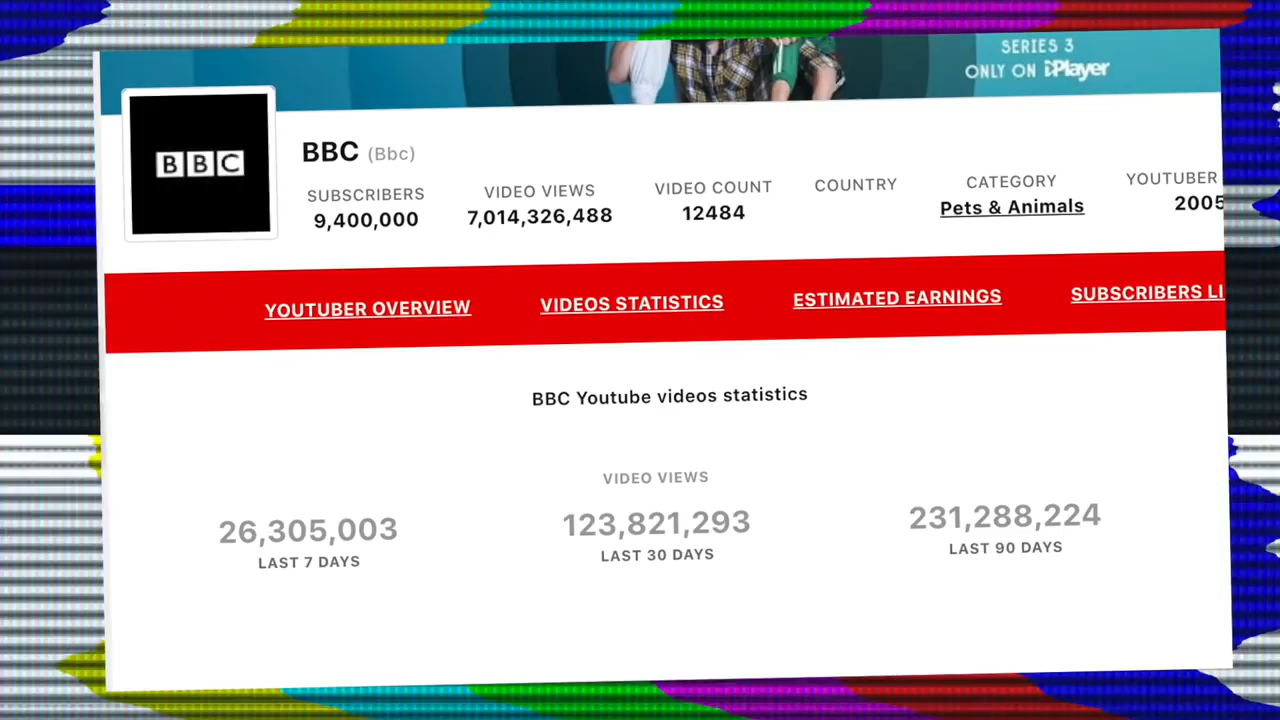 SERIES 3
ONLY ON iPlayer
BBC
BBC (Bbc)
SUBSCRIBERS VIDEO VIEWS VIDEO COUNT COUNTRY CATEGORY YOUTUBER
9,400,000 7,014,326,488 12484 Pets & Animals 2005
YOUTUBER OVERVIEW VIDEOS STATISTICS ESTIMATED EARNINGS SUBSCRIBERS LI
BBC Youtube videos statistics
VIDEO VIEWS
26,305,003 123,821,293 231,288,224
LAST 7 DAYS LAST 30 DAYS LAST 90 DAYS